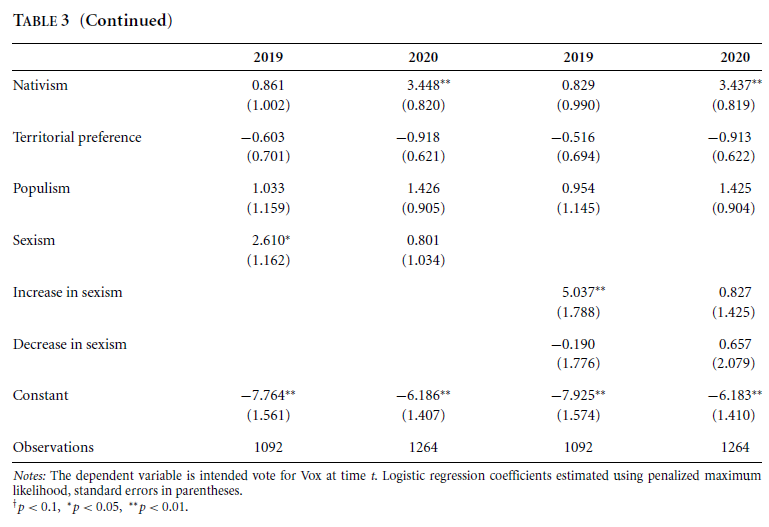 TABLE 3 (Continued)
2019 2020 2019 2020
Nativism 0.861 3.448** 0.829 3.437**
(1.002) (0.820) (0.990) (0.819)
Territorial preference −0.603 −0.918 −0.516 −0.913
(0.701) (0.621) (0.694) (0.622)
Populism 1.033 1.426 0.954 1.425
(1.159) (0.905) (1.145) (0.904)
Sexism 2.610* 0.801
(1.162) (1.034)
Increase in sexism 5.037** 0.827
(1.788) (1.425)
Decrease in sexism −0.190 0.657
(1.776) (2.079)
Constant −7.764** −6.186** −7.925** −6.183**
(1.561) (1.407) (1.574) (1.410)
Observations 1092 1264 1092 1264
Notes: The dependent variable is intended vote for Vox at time t. Logistic regression coefficients estimated using penalized maximum
likelihood, standard errors in parentheses.
†p < 0.1, *p < 0.05, **p < 0.01.